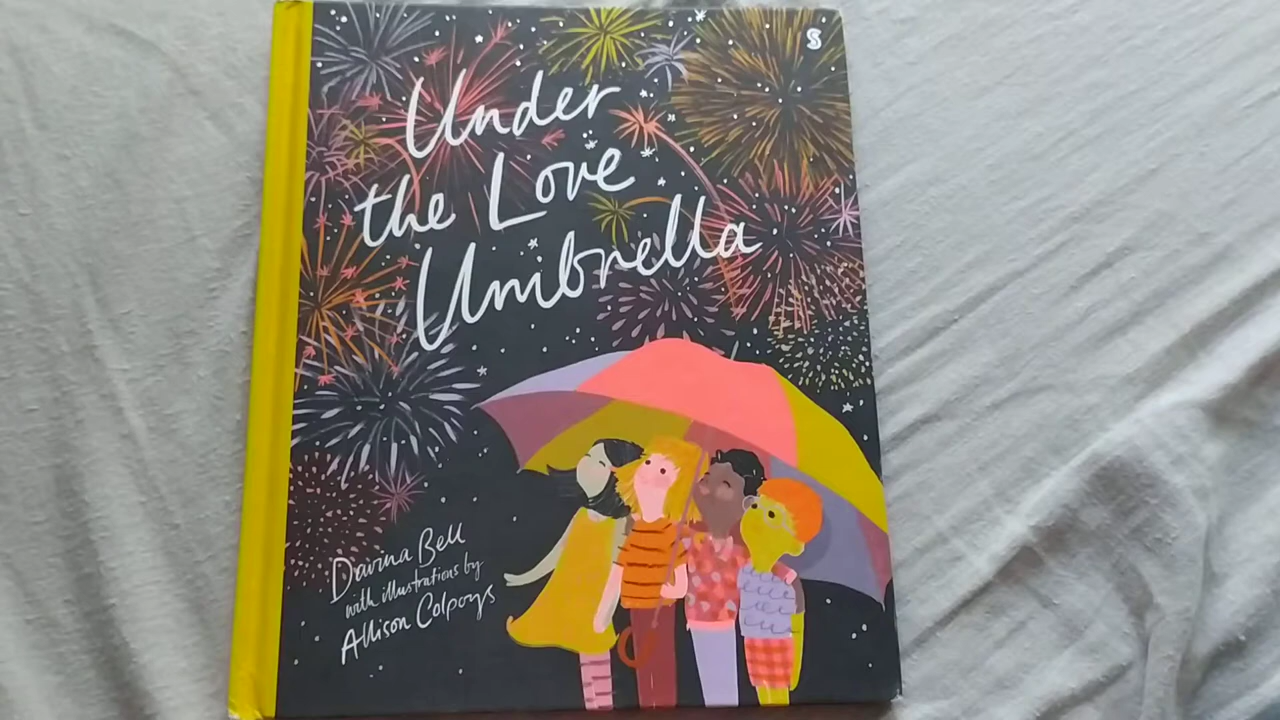 S
Under
the Love
Umbrella
Davina Bell
with illustrations by
Allison Colpoys